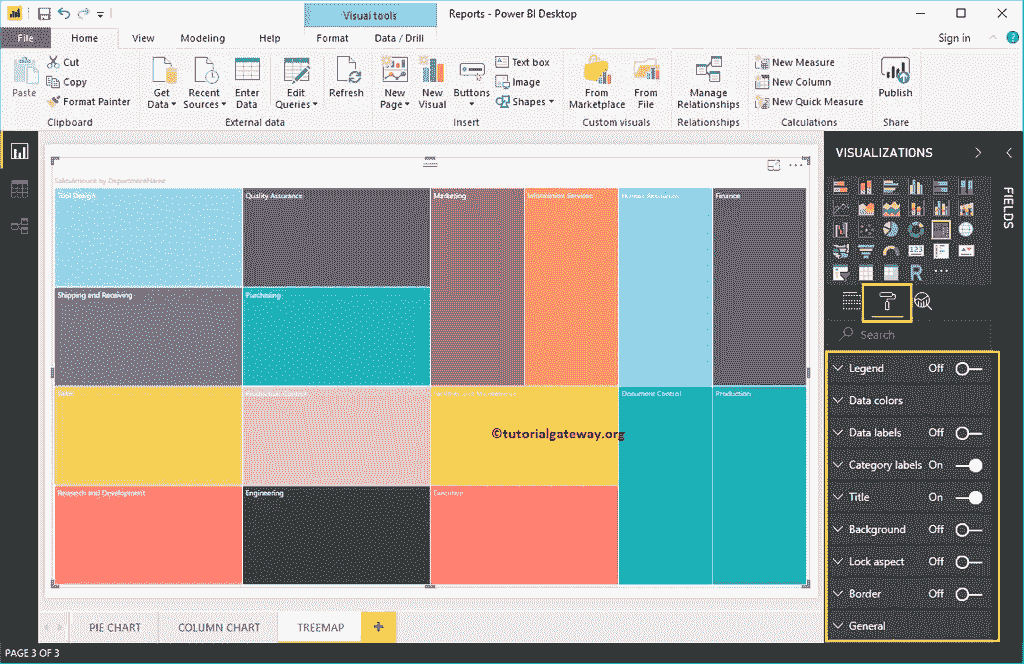 Visual tools
Reports - Power BI Desktop
File Home View Modeling Help Format Data / Drill Sign in
Paste Cut Copy Format Painter
Clipboard
Get Data Recent Sources Enter Data Edit Queries Refresh
External data
New Page New Visual Buttons Text box Image Shapes
Insert
From Marketplace From File
Custom visuals
Manage Relationships
Relationships
New Measure
New Column
New Quick Measure
Calculations
Publish
Share
SalesAmount by DepartmentName
Tool Design
Quality Assurance
Marketing
Information Services
Human Resources
Finance
Shipping and Receiving
Purchasing
Sales
Production Control
Document Control
Production
©tutorialgateway.org
Research and Development
Engineering
Executive
VISUALIZATIONS
FIELDS
123
R
Search
Legend Off
Data colors
Data labels Off
Category labels On
Title On
Background Off
Lock aspect Off
Border Off
General
PIE CHART COLUMN CHART TREEMAP +
PAGE 3 OF 3